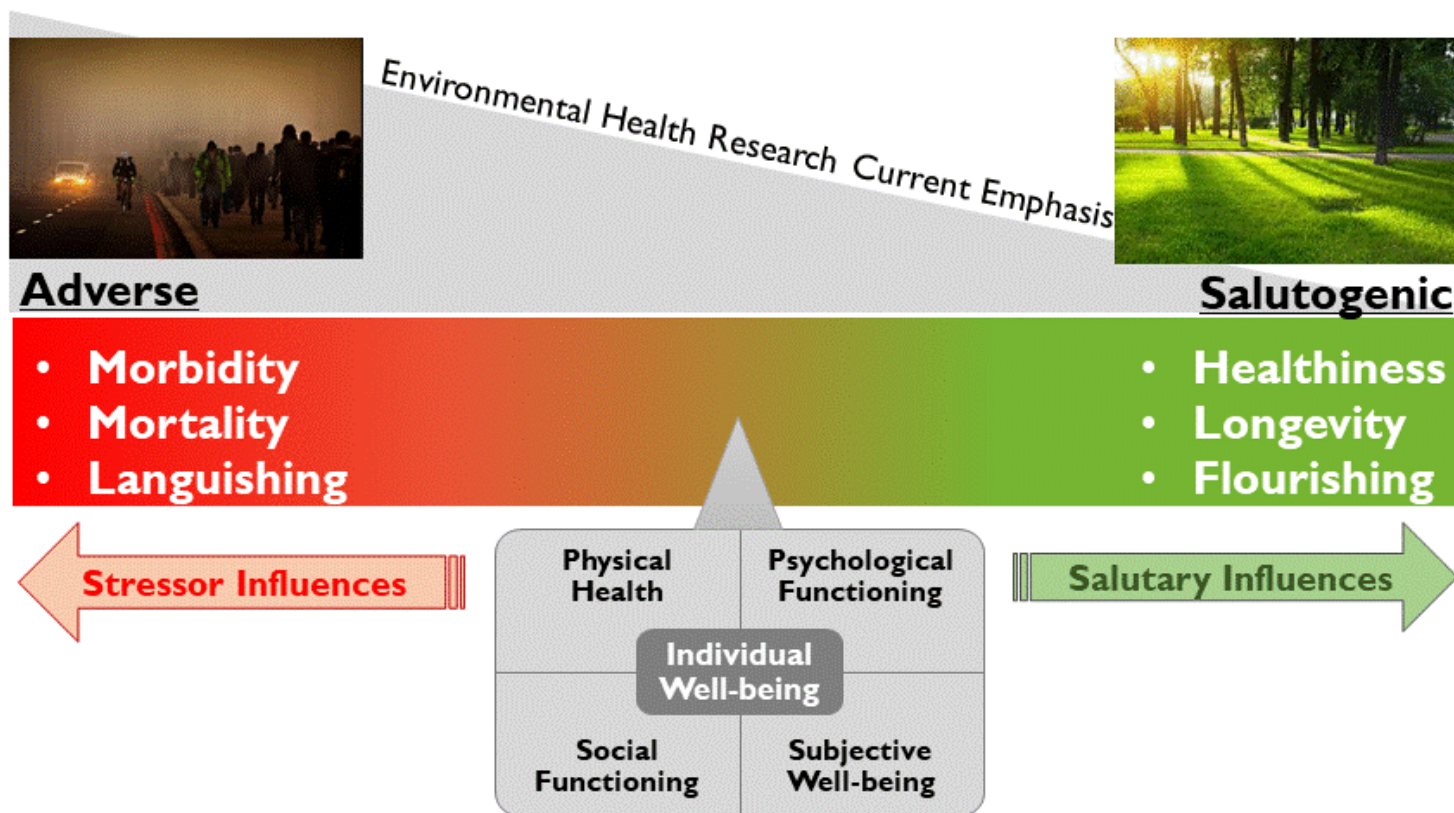 Environmental Health Research Current Emphasis
Adverse
Salutogenic
• Morbidity
• Mortality
• Languishing
• Healthiness
• Longevity
• Flourishing
Stressor Influences
Physical
Health
Psychological
Functioning
Individual
Well-being
Social
Functioning
Subjective
Well-being
Salutary Influences